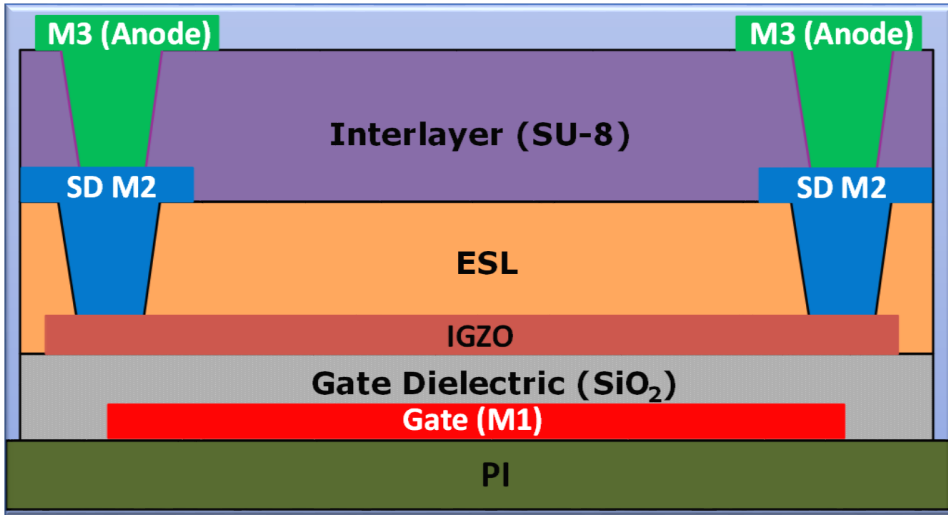 M3 (Anode) M3 (Anode)
Interlayer (SU-8)
SD M2 SD M2
ESL
IGZO
Gate Dielectric (SiO₂)
Gate (M1)
PI